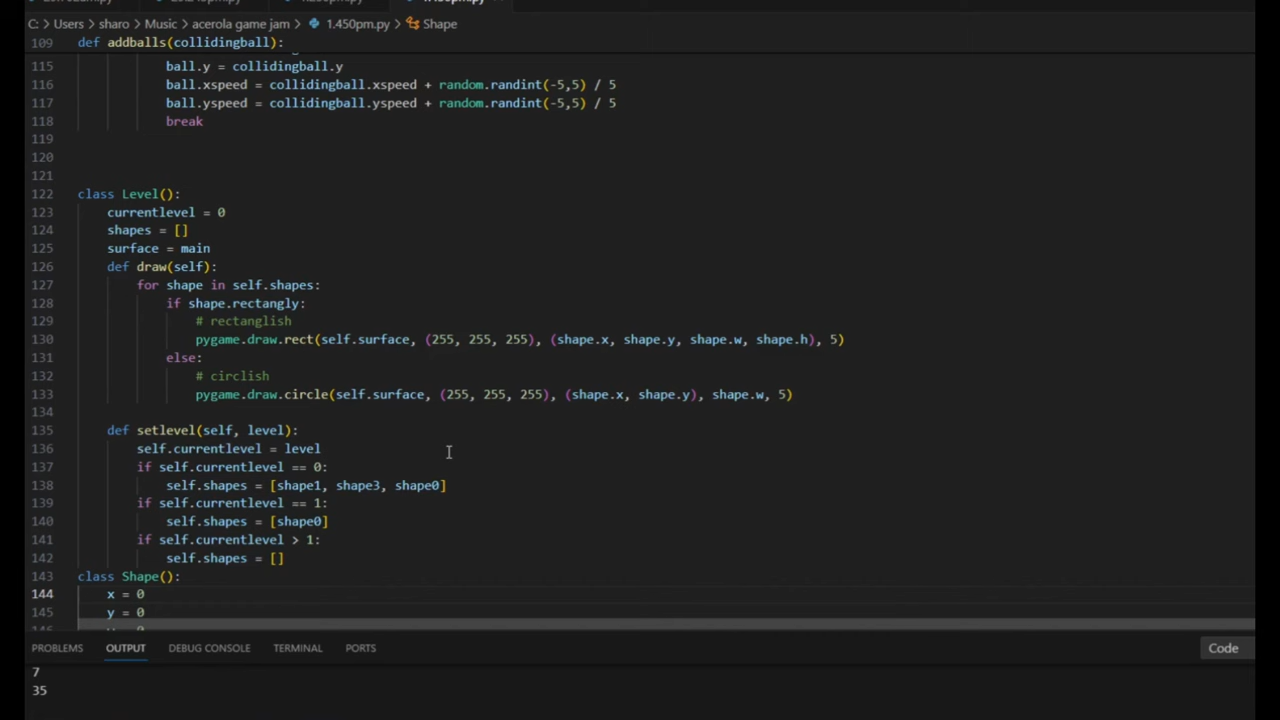 C: > Users > sharo > Music > acerola game jam > 1.450pm.py > Shape
109 def addballs(collidingball):
115 ball.y = collidingball.y
116 ball.xspeed = collidingball.xspeed + random.randint(-5,5) / 5
117 ball.yspeed = collidingball.yspeed + random.randint(-5,5) / 5
118 break
119
120
121
122 class Level():
123 currentlevel = 0
124 shapes = []
125 surface = main
126 def draw(self):
127 for shape in self.shapes:
128 if shape.rectangly:
129 # rectanglish
130 pygame.draw.rect(self.surface, (255, 255, 255), (shape.x, shape.y, shape.w, shape.h), 5)
131 else:
132 # circlish
133 pygame.draw.circle(self.surface, (255, 255, 255), (shape.x, shape.y), shape.w, 5)
134
135 def setlevel(self, level):
136 self.currentlevel = level
137 if self.currentlevel == 0:
138 self.shapes = [shape1, shape3, shape0]
139 if self.currentlevel == 1:
140 self.shapes = [shape0]
141 if self.currentlevel > 1:
142 self.shapes = []
143 class Shape():
144 x = 0
145 y = 0
PROBLEMS OUTPUT DEBUG CONSOLE TERMINAL PORTS Code
7
35